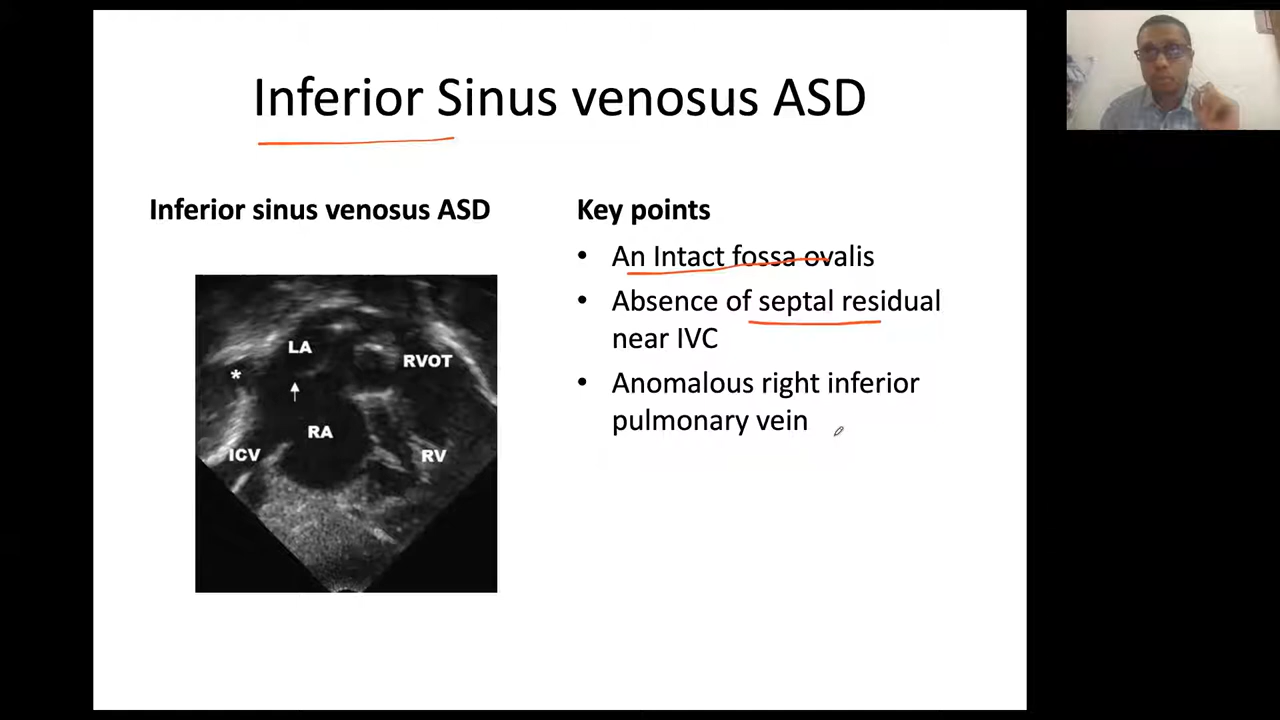 Inferior Sinus venosus ASD
Inferior sinus venosus ASD
LA
RVOT
*
RA
ICV
RV
Key points
• An Intact fossa ovalis
• Absence of septal residual
near IVC
• Anomalous right inferior
pulmonary vein